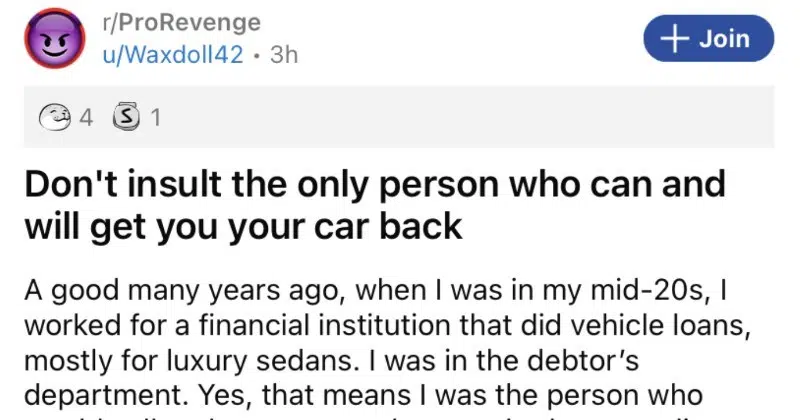 r/ProRevenge
u/Waxdoll42 • 3h
+ Join
4 S 1
Don't insult the only person who can and
will get you your car back
A good many years ago, when I was in my mid-20s, I
worked for a financial institution that did vehicle loans,
mostly for luxury sedans. I was in the debtor's
department. Yes, that means I was the person who